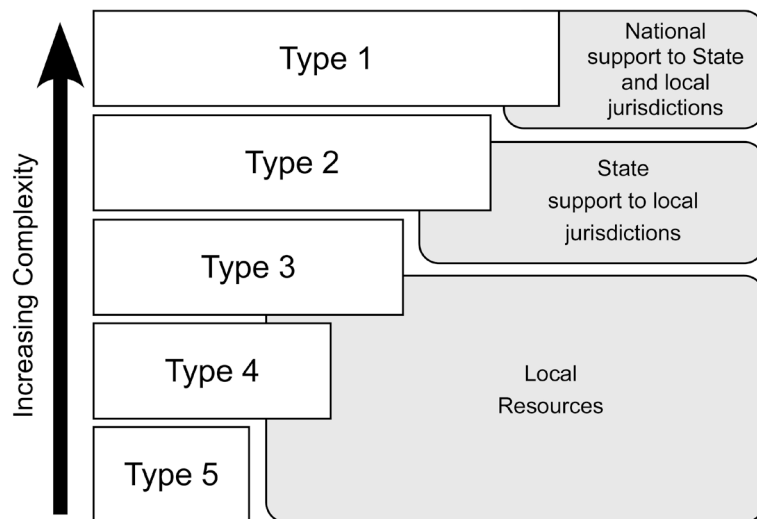 Increasing Complexity
Type 1
National
support to State
and local
jurisdictions
Type 2
State
support to local
jurisdictions
Type 3
Type 4
Local
Resources
Type 5